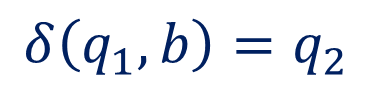 δ(q₁, b) = q₂